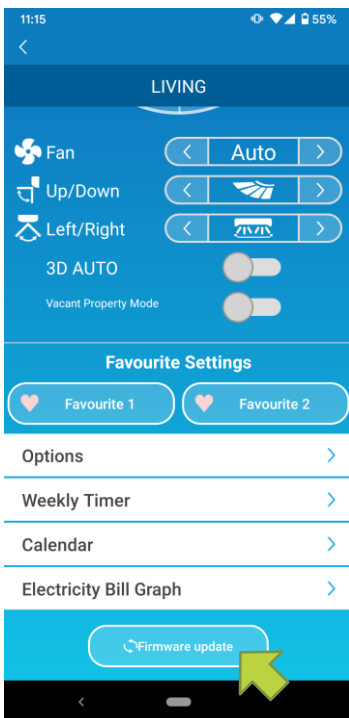 11:15 55%
LIVING
Fan Auto
Up/Down
Left/Right
3D AUTO
Vacant Property Mode
Favourite Settings
Favourite 1 Favourite 2
Options
Weekly Timer
Calendar
Electricity Bill Graph
Firmware update